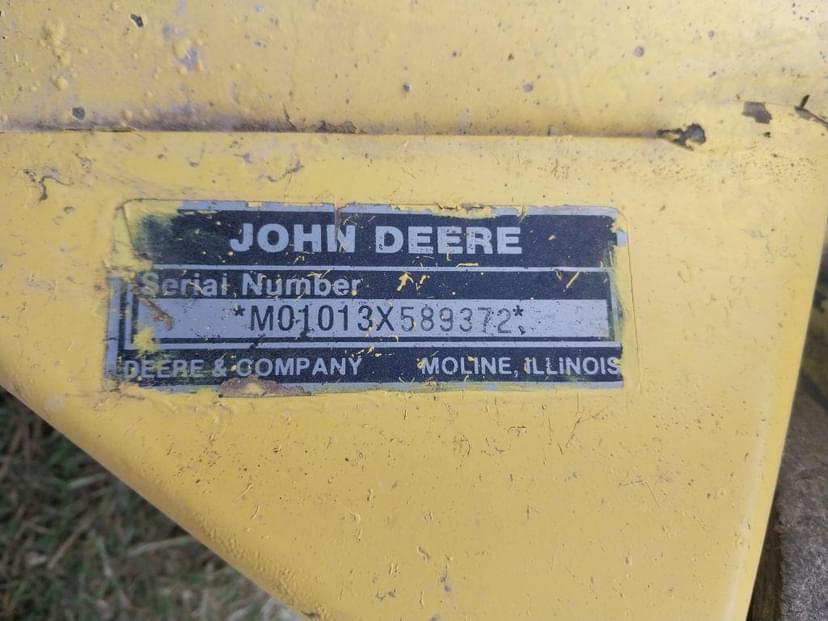 JOHN DEERE
Serial Number
*M01013X589372*
DEERE & COMPANY MOLINE, ILLINOIS